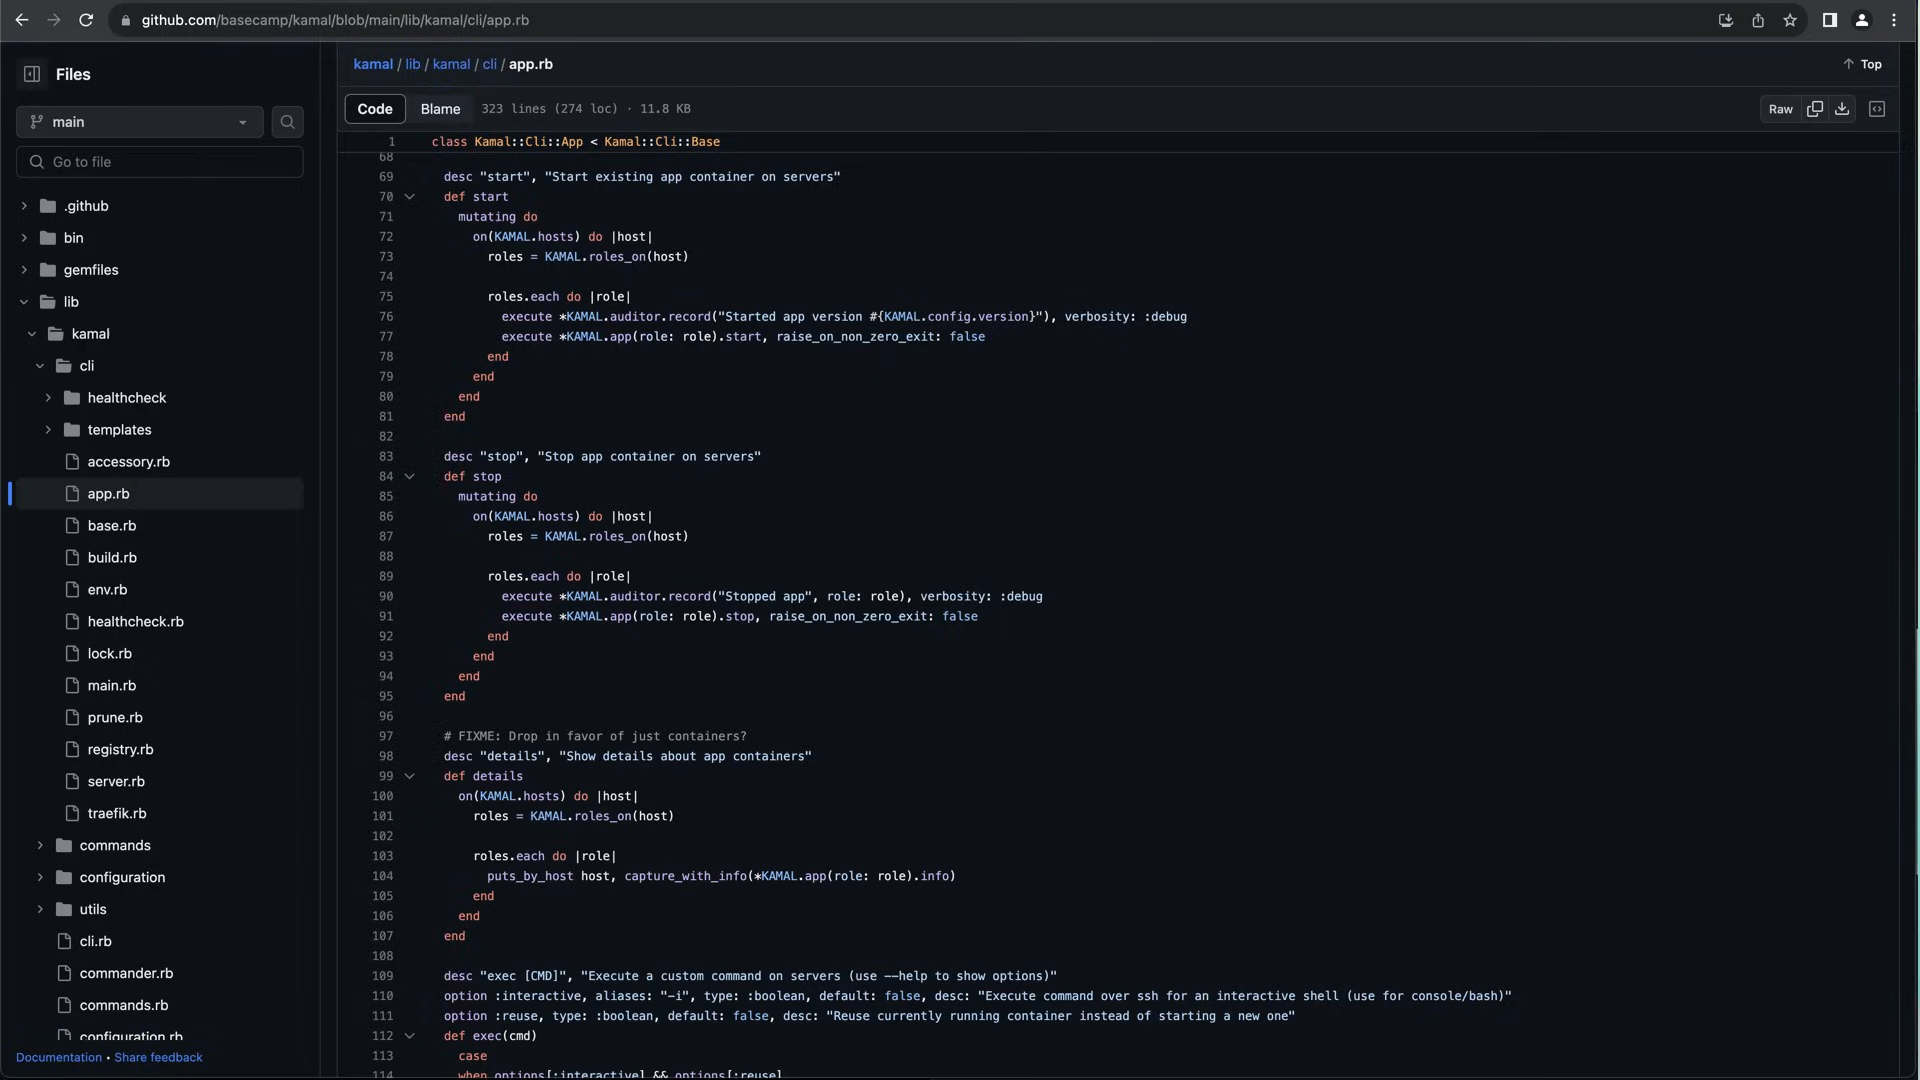 github.com/basecamp/kamal/blob/main/lib/kamal/cli/app.rb
Files
main
Go to file
.github
bin
gemfiles
lib
kamal
cli
healthcheck
templates
accessory.rb
app.rb
base.rb
build.rb
env.rb
healthcheck.rb
lock.rb
main.rb
prune.rb
registry.rb
server.rb
traefik.rb
commands
configuration
utils
cli.rb
commander.rb
commands.rb
configuration.rb
Documentation • Share feedback
kamal / lib / kamal / cli / app.rb
Top
Code Blame 323 lines (274 loc) · 11.8 KB
Raw
1 class Kamal::Cli::App < Kamal::Cli::Base
68
69 desc "start", "Start existing app container on servers"
70 def start
71 mutating do
72 on(KAMAL.hosts) do |host|
73 roles = KAMAL.roles_on(host)
74
75 roles.each do |role|
76 execute *KAMAL.auditor.record("Started app version #{KAMAL.config.version}"), verbosity: :debug
77 execute *KAMAL.app(role: role).start, raise_on_non_zero_exit: false
78 end
79 end
80 end
81 end
82
83 desc "stop", "Stop app container on servers"
84 def stop
85 mutating do
86 on(KAMAL.hosts) do |host|
87 roles = KAMAL.roles_on(host)
88
89 roles.each do |role|
90 execute *KAMAL.auditor.record("Stopped app", role: role), verbosity: :debug
91 execute *KAMAL.app(role: role).stop, raise_on_non_zero_exit: false
92 end
93 end
94 end
95 end
96
97 # FIXME: Drop in favor of just containers?
98 desc "details", "Show details about app containers"
99 def details
100 on(KAMAL.hosts) do |host|
101 roles = KAMAL.roles_on(host)
102
103 roles.each do |role|
104 puts_by_host host, capture_with_info(*KAMAL.app(role: role).info)
105 end
106 end
107 end
108
109 desc "exec [CMD]", "Execute a custom command on servers (use --help to show options)"
110 option :interactive, aliases: "-i", type: :boolean, default: false, desc: "Execute command over ssh for an interactive shell (use for console/bash)"
111 option :reuse, type: :boolean, default: false, desc: "Reuse currently running container instead of starting a new one"
112 def exec(cmd)
113 case
114 when options[:interactive] && options[:reuse]